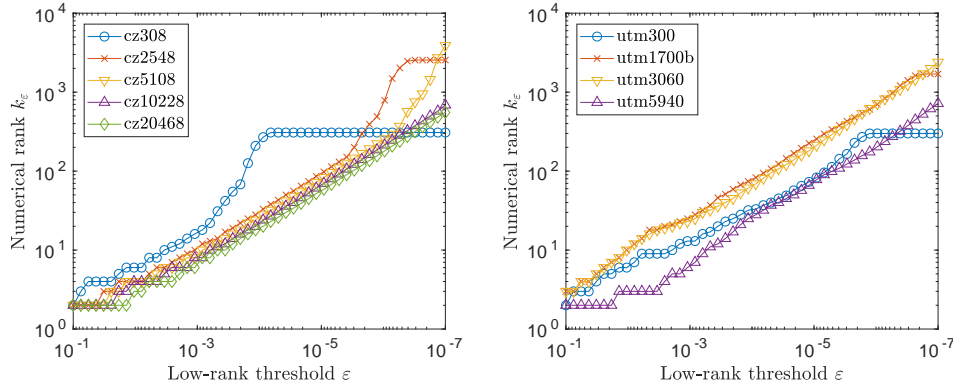 10^4
10^3
10^2
10^1
10^0
Numerical rank k_ε
cz308
cz2548
cz5108
cz10228
cz20468
10^-1
10^-3
10^-5
10^-7
Low-rank threshold ε
10^4
10^3
10^2
10^1
10^0
Numerical rank k_ε
utm300
utm1700b
utm3060
utm5940
10^-1
10^-3
10^-5
10^-7
Low-rank threshold ε